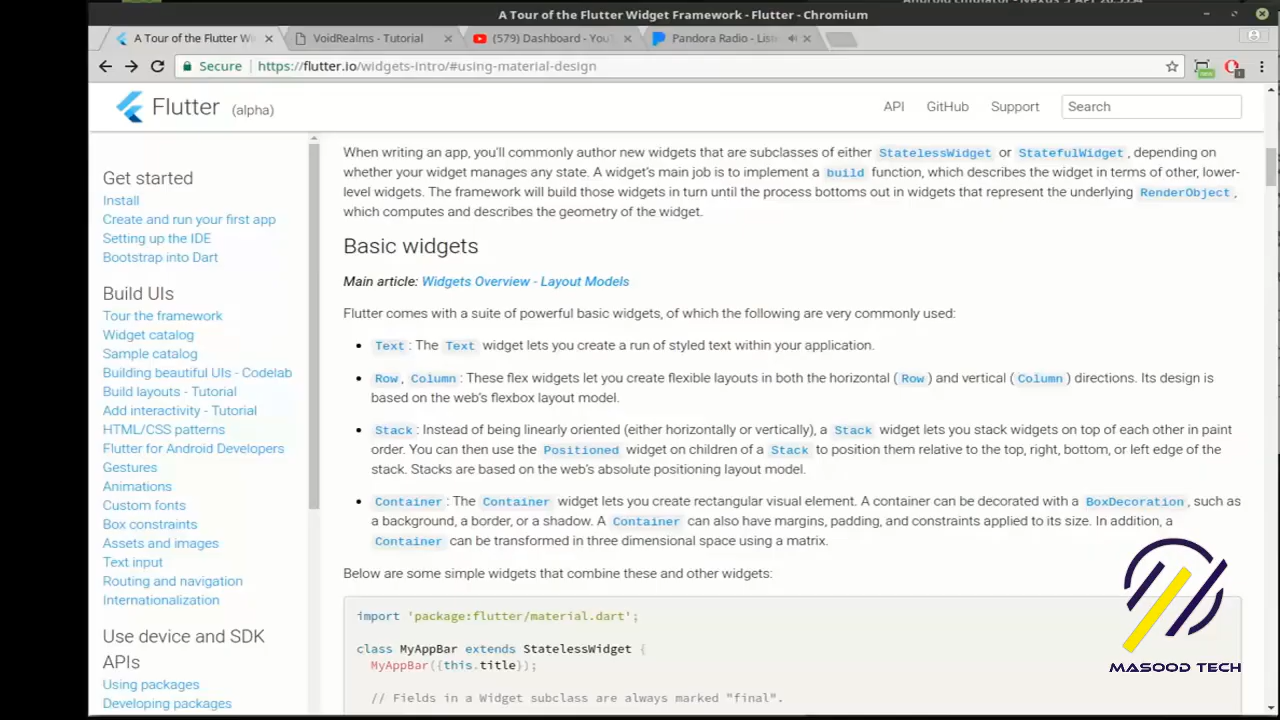 A Tour of the Flutter Widget Framework - Flutter - Chromium
A Tour of the Flutter Wi
VoidRealms - Tutorial
(579) Dashboard - You
Pandora Radio - List
Secure
https://flutter.io/widgets-intro/#using-material-design
Flutter (alpha)
API
GitHub
Support
Search
Get started
Install
Create and run your first app
Setting up the IDE
Bootstrap into Dart
Build UIs
Tour the framework
Widget catalog
Sample catalog
Building beautiful UIs - Codelab
Build layouts - Tutorial
Add interactivity - Tutorial
HTML/CSS patterns
Flutter for Android Developers
Gestures
Animations
Custom fonts
Box constraints
Assets and images
Text input
Routing and navigation
Internationalization
Use device and SDK
APIs
Using packages
Developing packages
When writing an app, you'll commonly author new widgets that are subclasses of either StatelessWidget or StatefulWidget, depending on
whether your widget manages any state. A widget's main job is to implement a build function, which describes the widget in terms of other, lower-
level widgets. The framework will build those widgets in turn until the process bottoms out in widgets that represent the underlying RenderObject,
which computes and describes the geometry of the widget.
Basic widgets
Main article: Widgets Overview - Layout Models
Flutter comes with a suite of powerful basic widgets, of which the following are very commonly used:
• Text: The Text widget lets you create a run of styled text within your application.
• Row, Column: These flex widgets let you create flexible layouts in both the horizontal (Row) and vertical (Column) directions. Its design is
based on the web's flexbox layout model.
• Stack: Instead of being linearly oriented (either horizontally or vertically), a Stack widget lets you stack widgets on top of each other in paint
order. You can then use the Positioned widget on children of a Stack to position them relative to the top, right, bottom, or left edge of the
stack. Stacks are based on the web's absolute positioning layout model.
• Container: The Container widget lets you create rectangular visual element. A container can be decorated with a BoxDecoration, such as
a background, a border, or a shadow. A Container can also have margins, padding, and constraints applied to its size. In addition, a
Container can be transformed in three dimensional space using a matrix.
Below are some simple widgets that combine these and other widgets:
import 'package:flutter/material.dart';
class MyAppBar extends StatelessWidget {
MyAppBar({this.title});
// Fields in a Widget subclass are always marked "final".
MASOOD TECH